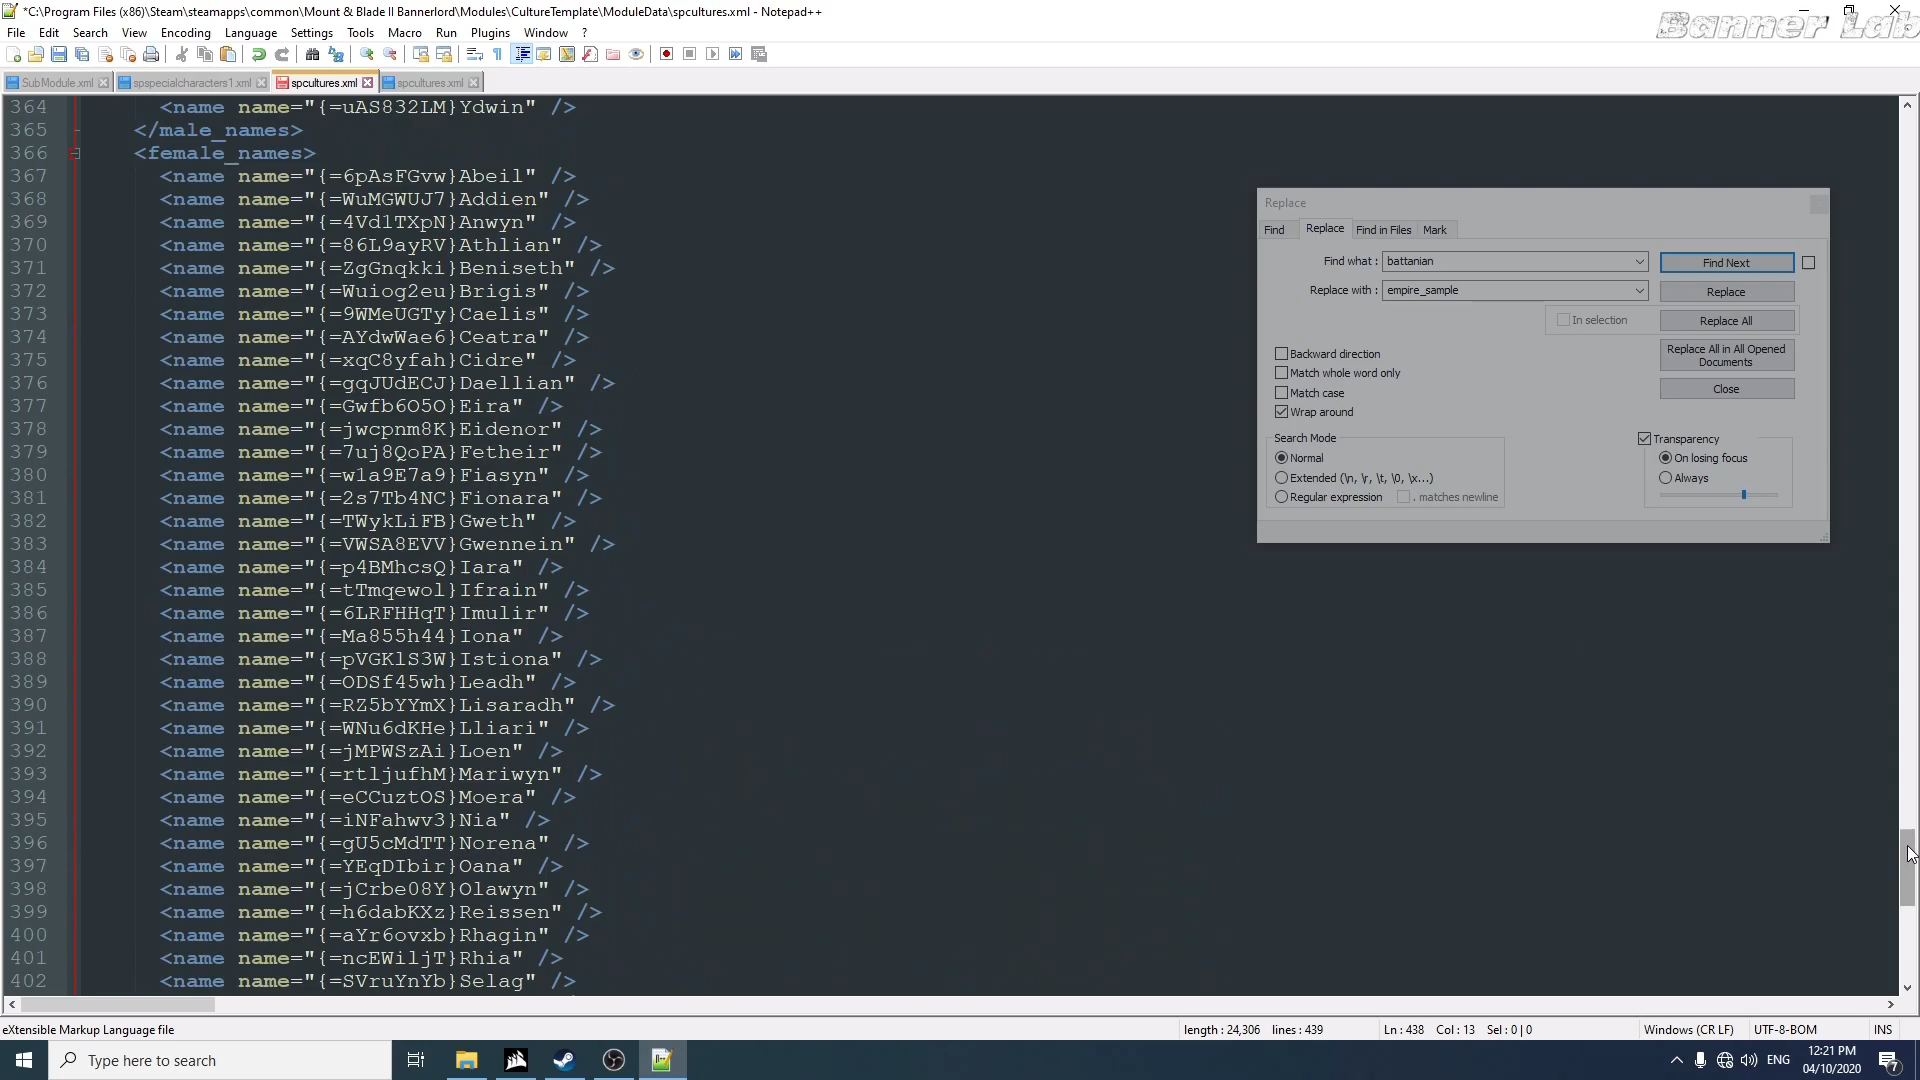 *C:\Program Files (x86)\Steam\steamapps\common\Mount & Blade II Bannerlord\Modules\CultureTemplate\ModuleData\spcultures.xml - Notepad++
Banner Lab
File Edit Search View Encoding Language Settings Tools Macro Run Plugins Window ?
SubModule.xml spspecialcharacters1.xml spcultures.xml spcultures.xml
364 <name name="{=uAS832LM}Ydwin" />
365 </male_names>
366 <female_names>
367 <name name="{=6pAsFGvw}Abeil" />
368 <name name="{=WuMGWUJ7}Addien" />
369 <name name="{=4Vd1TXpN}Anwyn" />
370 <name name="{=86L9ayRV}Athlian" />
371 <name name="{=ZgGnqkki}Beniseth" />
372 <name name="{=Wuiog2eu}Brigis" />
373 <name name="{=9WMeUGTy}Caelis" />
374 <name name="{=AYdwWae6}Ceatra" />
375 <name name="{=xqC8yfah}Cidre" />
376 <name name="{=gqJUdECJ}Daellian" />
377 <name name="{=Gwfb6O5O}Eira" />
378 <name name="{=jwcpnm8K}Eidenor" />
379 <name name="{=7uj8QoPA}Fetheir" />
380 <name name="{=w1a9E7a9}Fiasyn" />
381 <name name="{=2s7Tb4NC}Fionara" />
382 <name name="{=TWykLiFB}Gweth" />
383 <name name="{=VWSA8EVV}Gwennein" />
384 <name name="{=p4BMhcsQ}Iara" />
385 <name name="{=tTmqewol}Ifrain" />
386 <name name="{=6LRFHHqT}Imulir" />
387 <name name="{=Ma855h44}Iona" />
388 <name name="{=pVGKlS3W}Istiona" />
389 <name name="{=ODSf45wh}Leadh" />
390 <name name="{=RZ5bYYmX}Lisaradh" />
391 <name name="{=WNu6dKHe}Lliari" />
392 <name name="{=jMPWSzAi}Loen" />
393 <name name="{=rtljufhM}Mariwyn" />
394 <name name="{=eCCuztOS}Moera" />
395 <name name="{=iNFahwv3}Nia" />
396 <name name="{=gU5cMdTT}Norena" />
397 <name name="{=YEqDIbir}Oana" />
398 <name name="{=jCrbe08Y}Olawyn" />
399 <name name="{=h6dabKXz}Reissen" />
400 <name name="{=aYr6ovxb}Rhagin" />
401 <name name="{=ncEWiljT}Rhia" />
402 <name name="{=SVruYnYb}Selag" />
Replace
Find Replace Find in Files Mark
Find what : battanian Find Next
Replace with : empire_sample Replace
In selection Replace All
Replace All in All Opened Documents
Close
Backward direction
Match whole word only
Match case
Wrap around
Search Mode
Normal
Extended (\n, \r, \t, \0, \x...)
Regular expression . matches newline
Transparency
On losing focus
Always
eXtensible Markup Language file length : 24,306 lines : 439 Ln : 438 Col : 13 Sel : 0 | 0 Windows (CR LF) UTF-8-BOM INS
Type here to search ENG 12:21 PM
04/10/2020 7